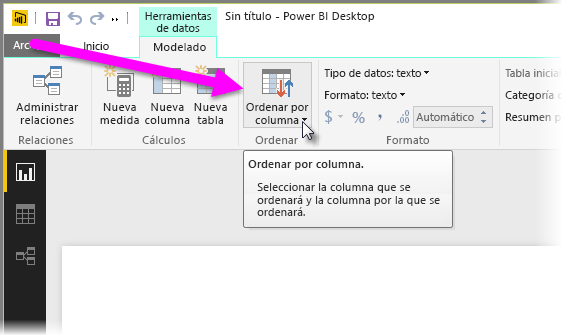 Herramientas de datos
Sin título - Power BI Desktop
Inicio
Modelado
Administrar relaciones
Nueva medida
Nueva columna
Nueva tabla
Ordenar por columna
Tipo de datos: texto
Formato: texto
$ % , .00 Automático
Tabla
Categoría
Resumen
Relaciones
Cálculos
Ordenar
Formato
Ordenar por columna.
Seleccionar la columna que se
ordenará y la columna por la que se
ordenará.